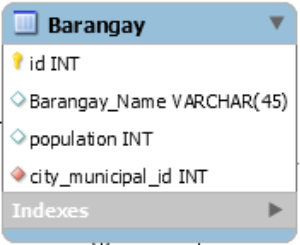 Barangay
id INT
Barangay_Name VARCHAR(45)
population INT
city_municipal_id INT
Indexes